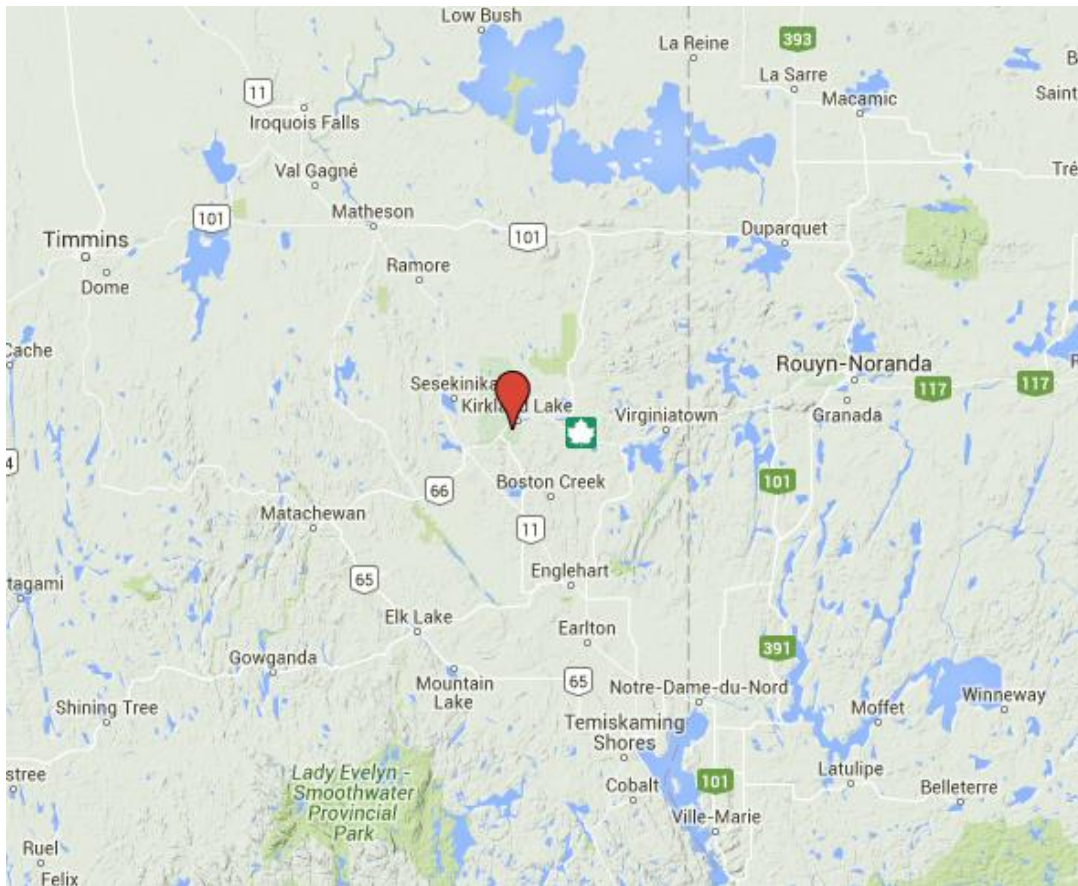 Low Bush
La Reine
393
B
La Sarre
Macamic
Saint
11
Iroquois Falls
Val Gagné
Tré
Matheson
101
101
Duparquet
Timmins
Dome
Ramore
Cache
Rouyn-Noranda
117
117
Sesekinika
Kirkland Lake
Granada
Virginiatown
4
66
Boston Creek
101
Matachewan
11
65
Englehart
tagami
Elk Lake
Earlton
391
Gowganda
Mountain
Lake
65
Notre-Dame-du-Nord
Winneway
Shining Tree
Temiskaming
Shores
Moffet
Lady Evelyn -
Smoothwater
Provincial
Park
stree
Cobalt
101
Latulipe
Belleterre
Ville-Marie
Ruel
Felix